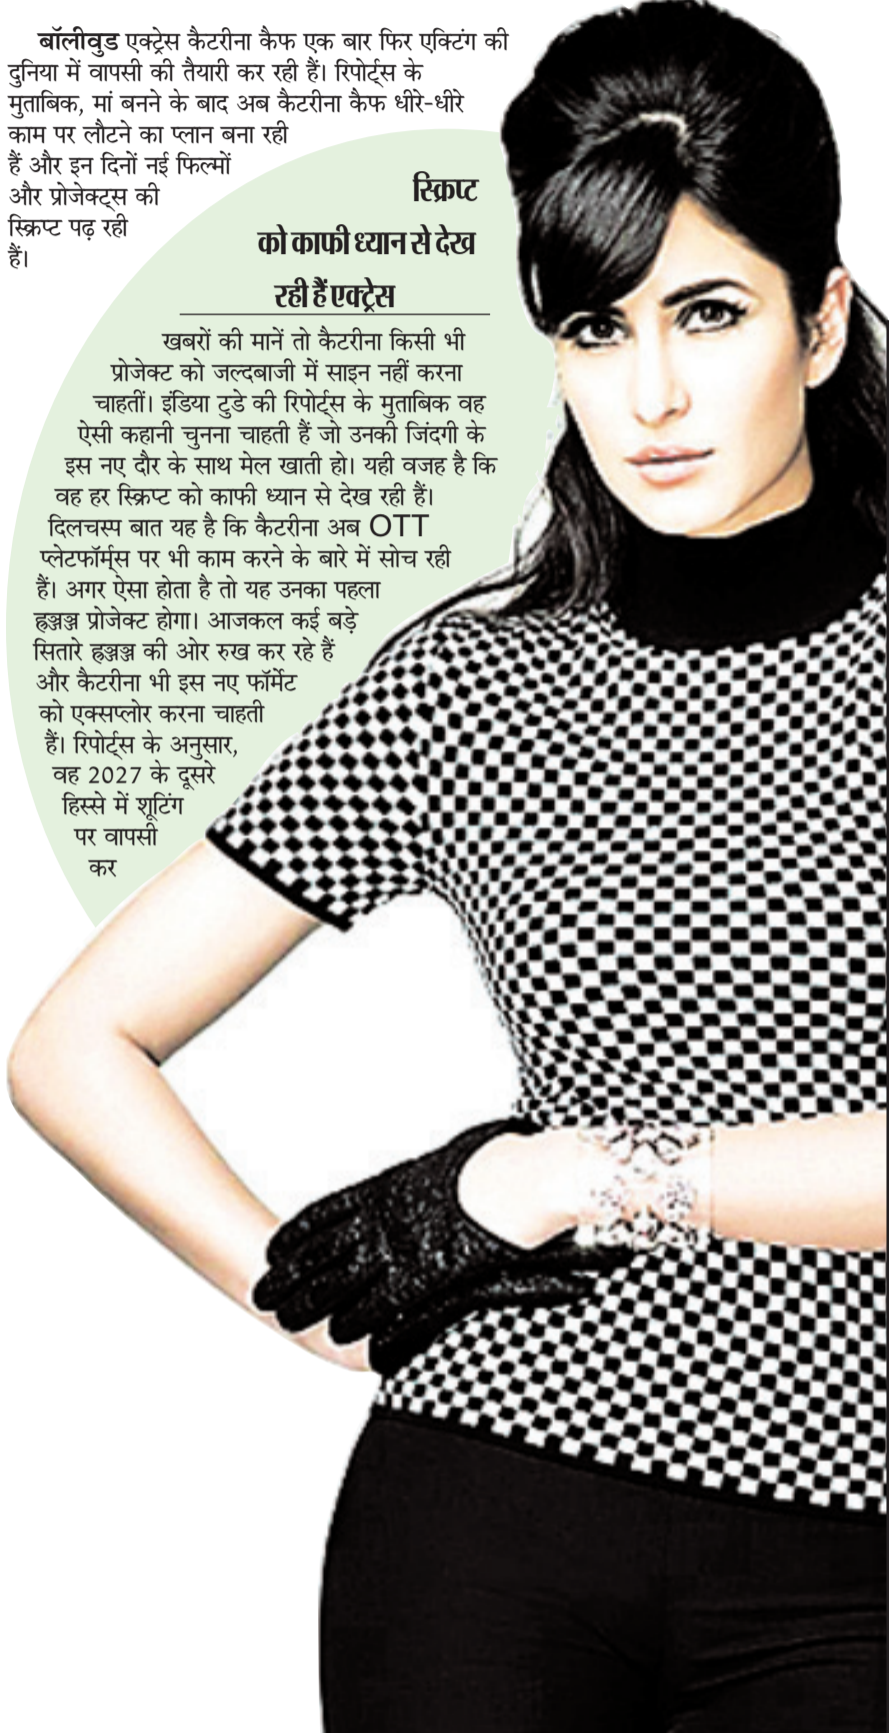 बॉलीवुड एक्ट्रेस कैटरीना कैफ एक बार फिर एक्टिंग की
दुनिया में वापसी की तैयारी कर रही हैं। रिपोर्ट्स के
मुताबिक, मां बनने के बाद अब कैटरीना कैफ धीरे-धीरे
काम पर लौटने का प्लान बना रही
हैं और इन दिनों नई फिल्मों
और प्रोजेक्ट्स की
स्क्रिप्ट पढ़ रही
हैं।
स्क्रिप्ट
को काफी ध्यान से देख
रही हैं एक्ट्रेस
खबरों की मानें तो कैटरीना किसी भी
प्रोजेक्ट को जल्दबाजी में साइन नहीं करना
चाहतीं। इंडिया टुडे की रिपोर्ट्स के मुताबिक वह
ऐसी कहानी चुनना चाहती हैं जो उनकी जिंदगी के
इस नए दौर के साथ मेल खाती हो। यही वजह है कि
वह हर स्क्रिप्ट को काफी ध्यान से देख रही हैं।
दिलचस्प बात यह है कि कैटरीना अब OTT
प्लेटफॉर्म्स पर भी काम करने के बारे में सोच रही
हैं। अगर ऐसा होता है तो यह उनका पहला
ह्रञ्जञ्ज प्रोजेक्ट होगा। आजकल कई बड़े
सितारे ह्रञ्जञ्ज की ओर रुख कर रहे हैं
और कैटरीना भी इस नए फॉर्मेट
को एक्सप्लोर करना चाहती
हैं। रिपोर्ट्स के अनुसार,
वह 2027 के दूसरे
हिस्से में शूटिंग
पर वापसी
कर